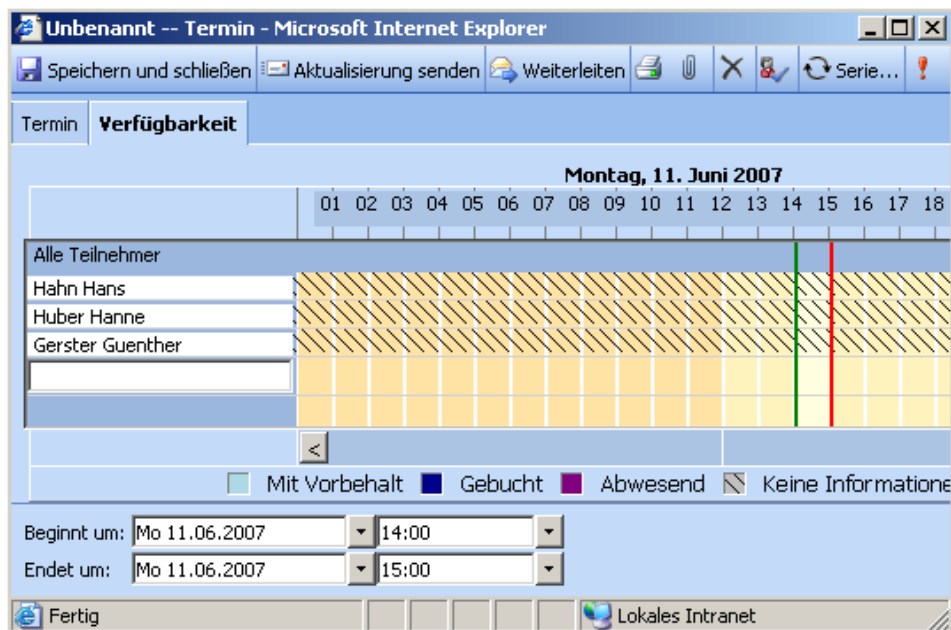 Unbenannt -- Termin - Microsoft Internet Explorer
Speichern und schließen Aktualisierung senden Weiterleiten Serie...
Termin Verfügbarkeit
Montag, 11. Juni 2007
01 02 03 04 05 06 07 08 09 10 11 12 13 14 15 16 17 18
Alle Teilnehmer
Hahn Hans
Huber Hanne
Gerster Guenther
<
Mit Vorbehalt Gebucht Abwesend Keine Informatione
Beginnt um: Mo 11.06.2007 14:00
Endet um: Mo 11.06.2007 15:00
Fertig Lokales Intranet